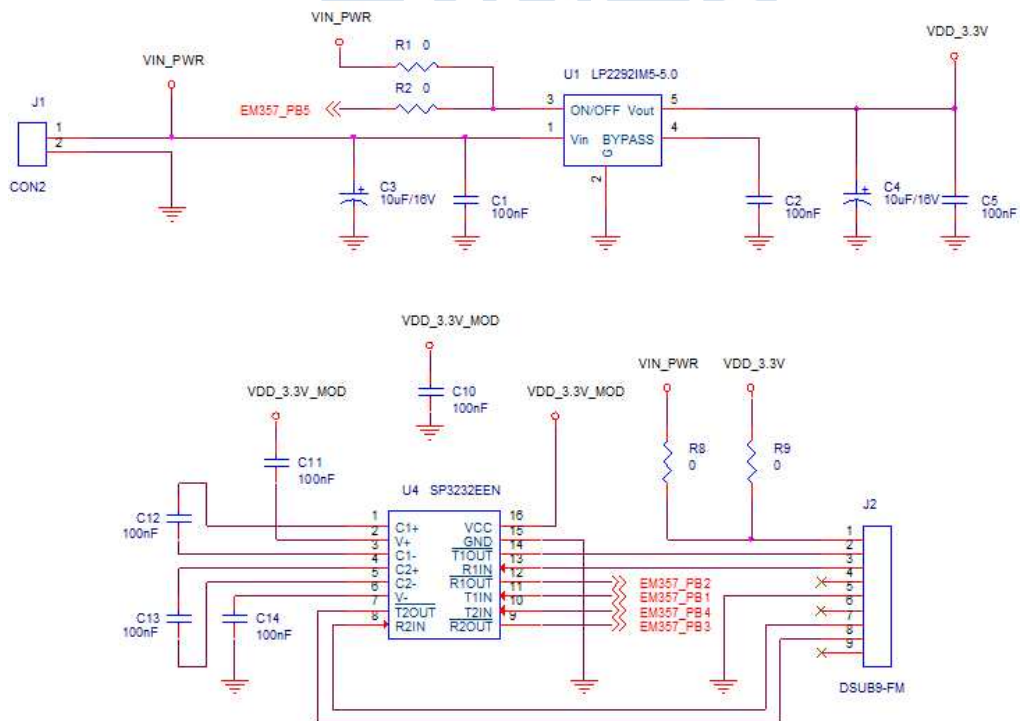 VIN_PWR
VDD_3.3V
R1 0
VIN_PWR
U1 LP2292IM5-5.0
R2 0
J1
EM357_PB5
3 ON/OFF Vout 5
1
2
1 Vin BYPASS 4
G
CON2
2
C3
10uF/16V
C1
100nF
C2
100nF
C4
10uF/16V
C5
100nF
VDD_3.3V_MOD
VIN_PWR VDD_3.3V
VDD_3.3V_MOD
C10
100nF
VDD_3.3V_MOD
C11
100nF
R8
0
R9
0
U4 SP3232EEN
J2
C12
100nF
1 C1+ VCC 16
2 V+ GND 15
3 C1- T1OUT 14
4 C2+ R1IN 13
5 C2- R1OUT 12 EM357_PB2
6 V- T1IN 11 EM357_PB1
7 T2OUT T2IN 10 EM357_PB4
8 R2IN R2OUT 9 EM357_PB3
C13
100nF
C14
100nF
1
2
3
4
5
6
7
8
9
DSUB9-FM